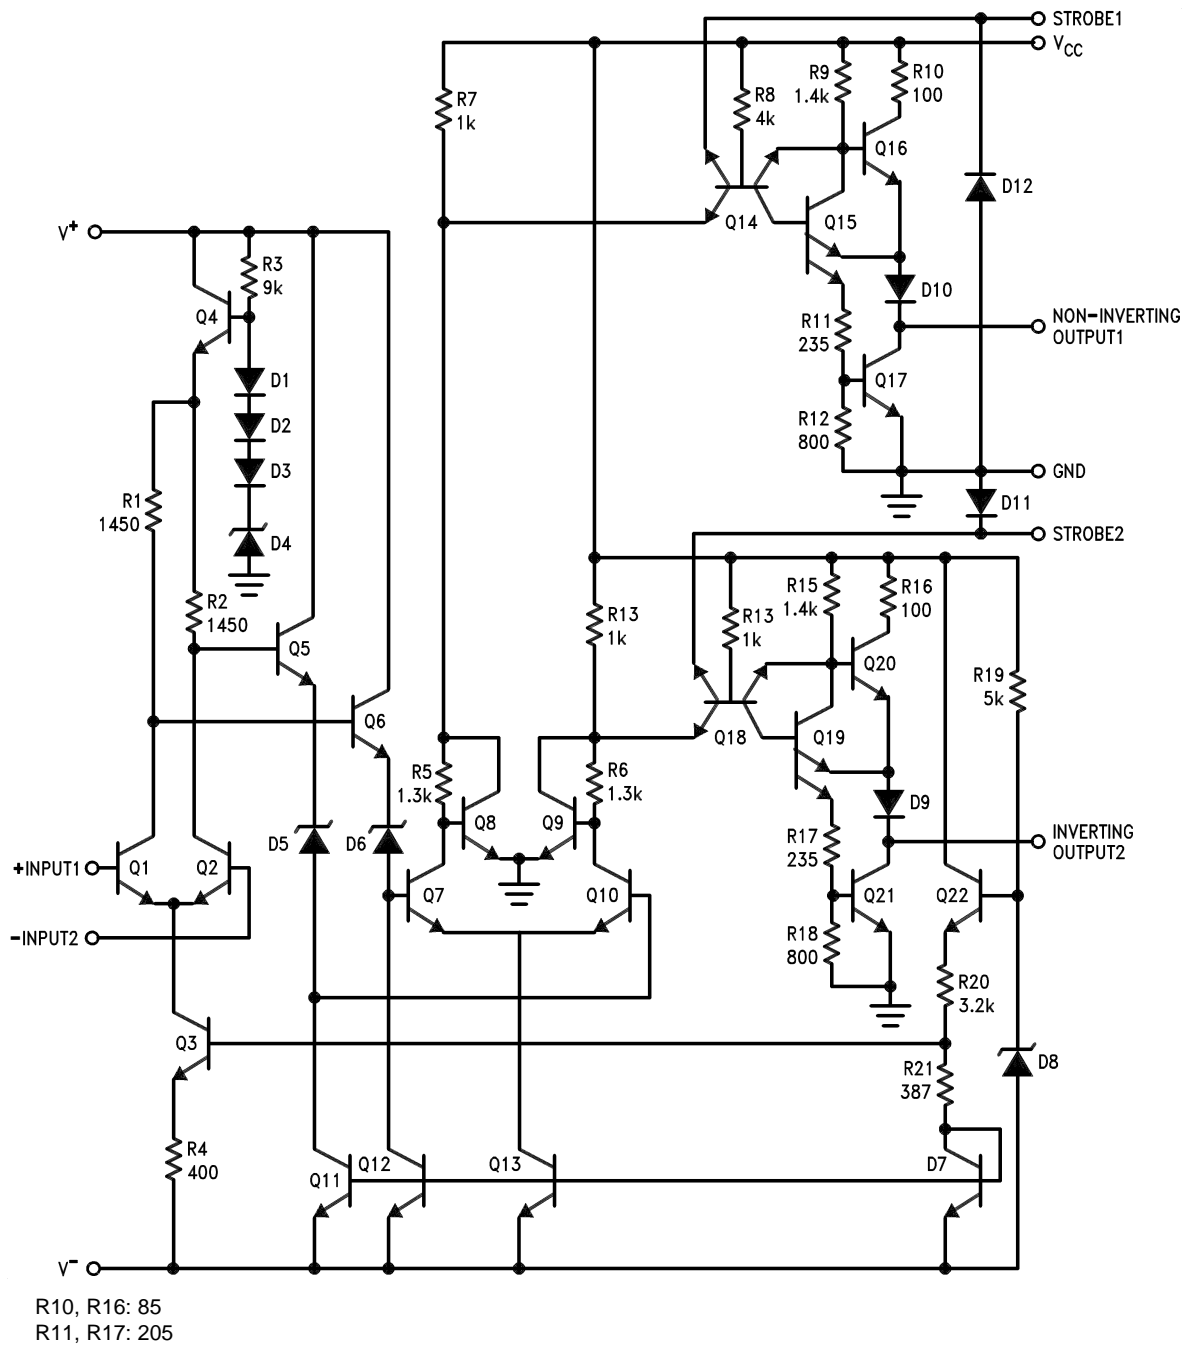 STROBE1
VCC
R9
1.4k
R10
100
R7
1k
R8
4k
Q16
D12
Q14
Q15
V+
R3
9k
D10
Q4
R11
235
NON-INVERTING
OUTPUT1
D1
Q17
D2
R12
800
D3
GND
R1
1450
D11
D4
STROBE2
R15
1.4k
R16
100
R2
1450
R13
1k
R13
1k
Q5
Q20
R19
5k
Q6
Q18
Q19
R5
1.3k
R6
1.3k
D9
Q8
Q9
D5
D6
R17
235
INVERTING
OUTPUT2
+INPUT1
Q1
Q2
Q7
Q10
Q21
Q22
-INPUT2
R18
800
R20
3.2k
Q3
D8
R21
387
R4
400
Q11
Q12
Q13
D7
V-
R10, R16: 85
R11, R17: 205